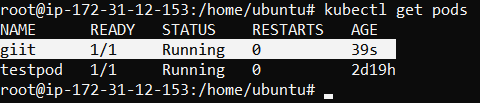 root@ip-172-31-12-153:/home/ubuntu# kubectl get pods
NAME READY STATUS RESTARTS AGE
giit 1/1 Running 0 39s
testpod 1/1 Running 0 2d19h
root@ip-172-31-12-153:/home/ubuntu#